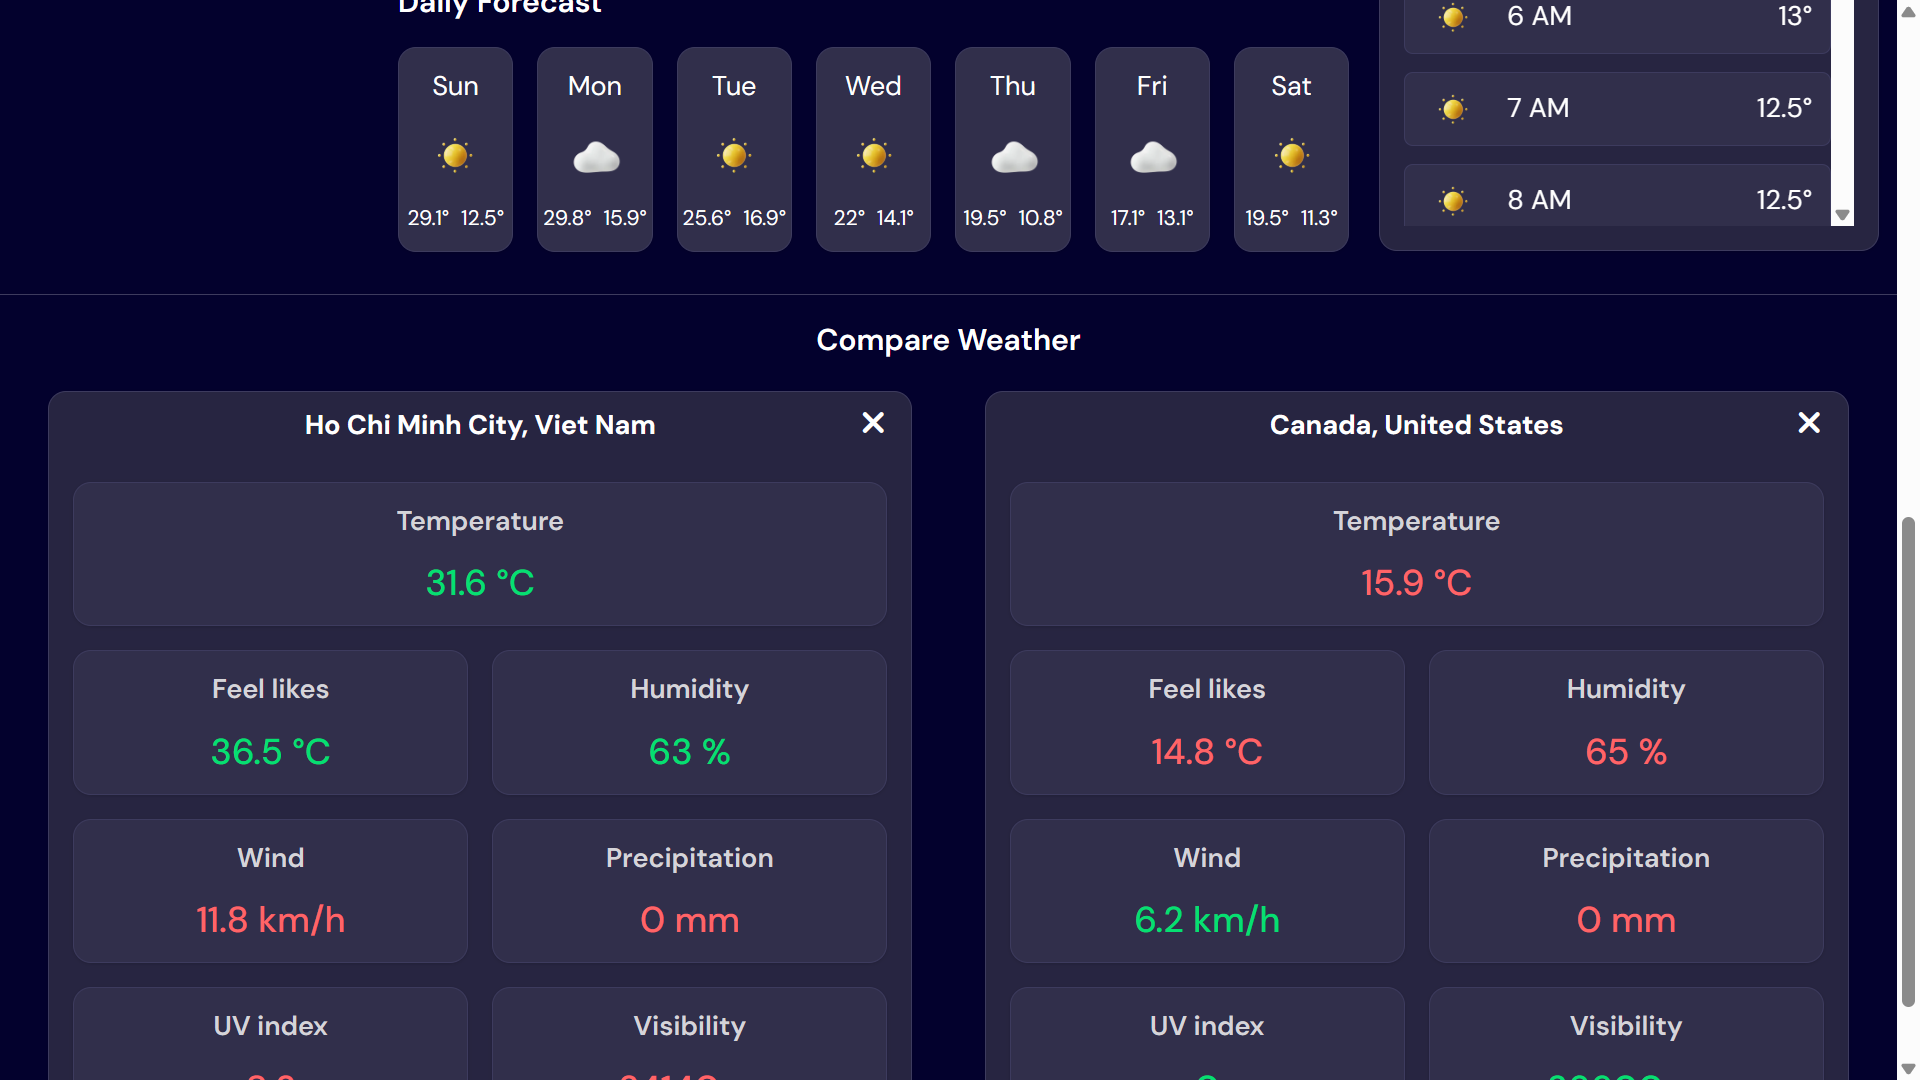 Daily Forecast
Sun
29.1° 12.5°
Mon
29.8° 15.9°
Tue
25.6° 16.9°
Wed
22° 14.1°
Thu
19.5° 10.8°
Fri
17.1° 13.1°
Sat
19.5° 11.3°
6 AM 13°
7 AM 12.5°
8 AM 12.5°
Compare Weather
Ho Chi Minh City, Viet Nam
Temperature
31.6 °C
Feel likes
36.5 °C
Humidity
63 %
Wind
11.8 km/h
Precipitation
0 mm
UV index
Visibility
Canada, United States
Temperature
15.9 °C
Feel likes
14.8 °C
Humidity
65 %
Wind
6.2 km/h
Precipitation
0 mm
UV index
Visibility